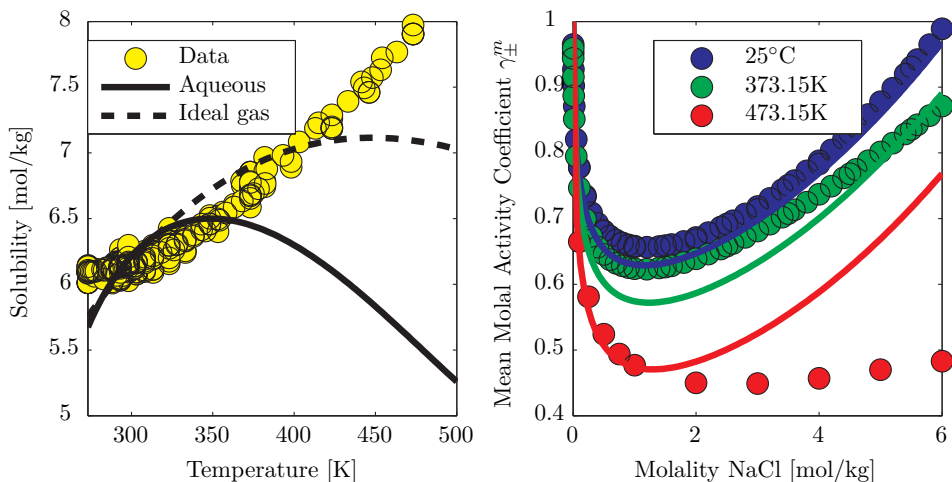 8
7.5
7
6.5
6
5.5
5
300
350
400
450
500
Solubility [mol/kg]
Temperature [K]
Data
Aqueous
Ideal gas
1
0.9
0.8
0.7
0.6
0.5
0.4
0
2
4
6
Mean Molal Activity Coefficient γ±^m
Molality NaCl [mol/kg]
25°C
373.15K
473.15K